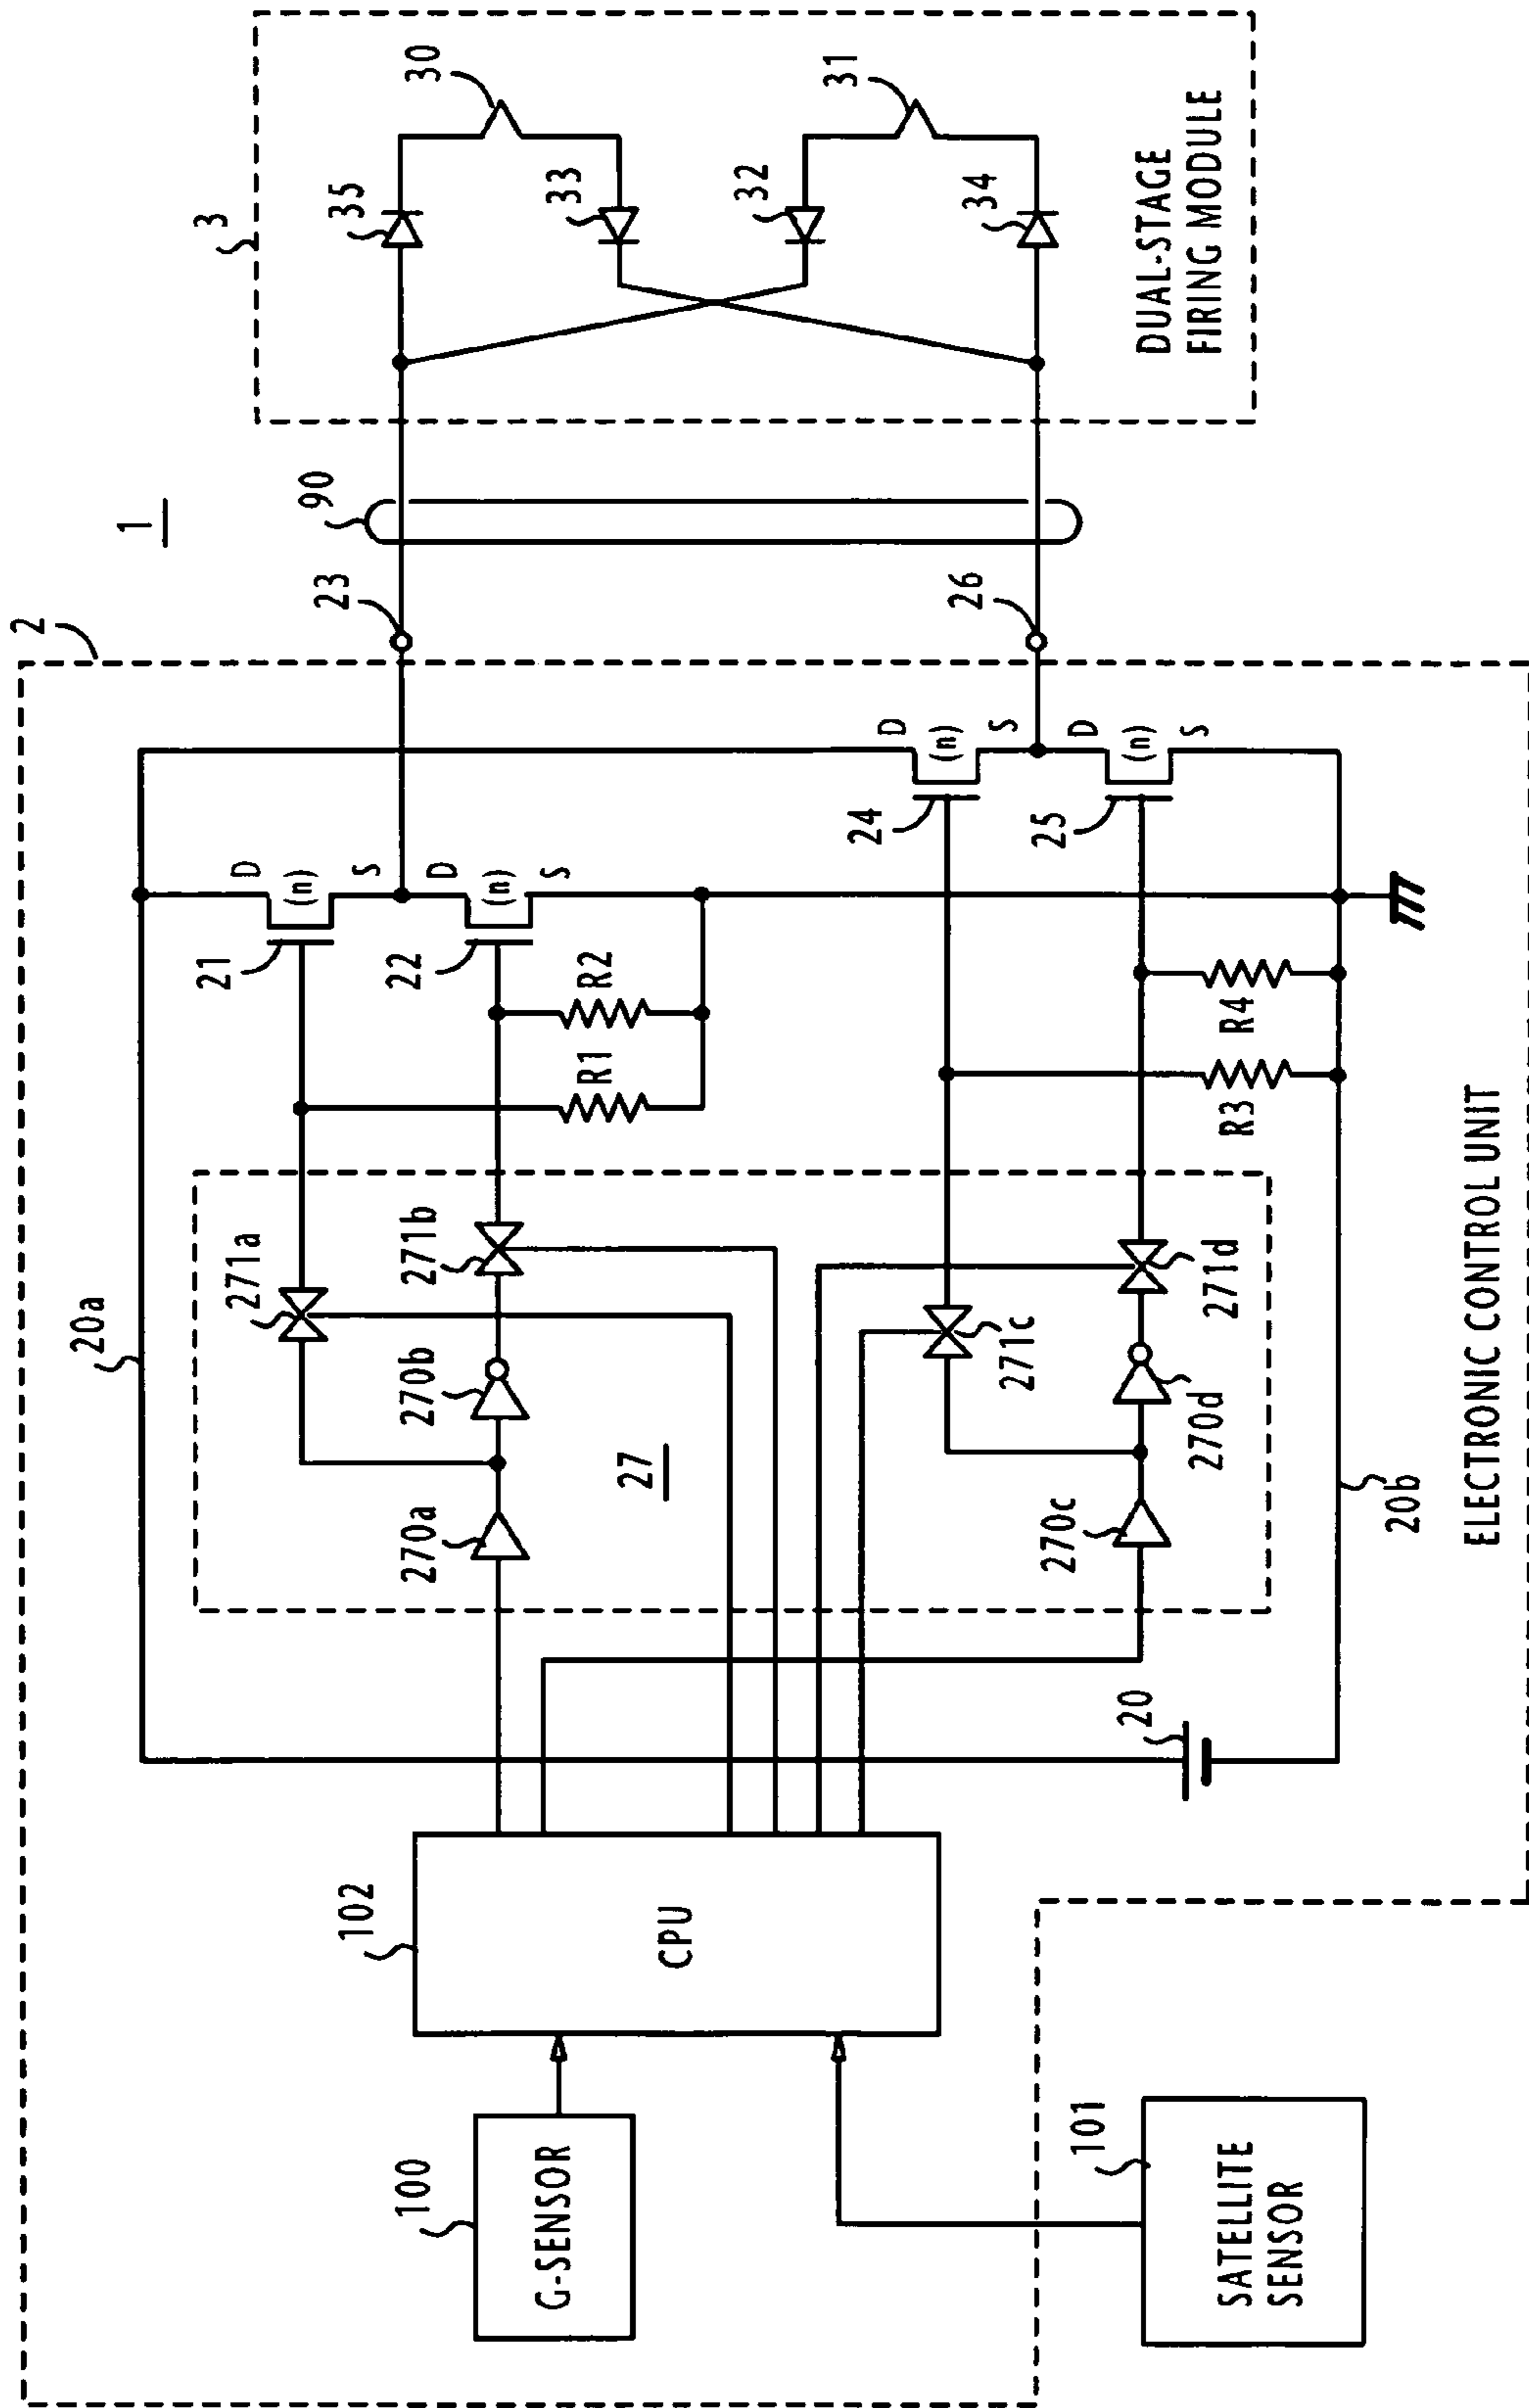 1
2
20a
21
D
(n)
S
22
D
(n)
S
23
90
3
35
30
33
32
31
34
DUAL-STAGE
FIRING MODULE
271a
271b
270b
270a
27
R1
R2
24
D
(n)
S
25
D
(n)
S
26
271c
271d
270d
270c
R3
R4
102
CPU
20
20b
100
G-SENSOR
101
SATELLITE
SENSOR
ELECTRONIC CONTROL UNIT